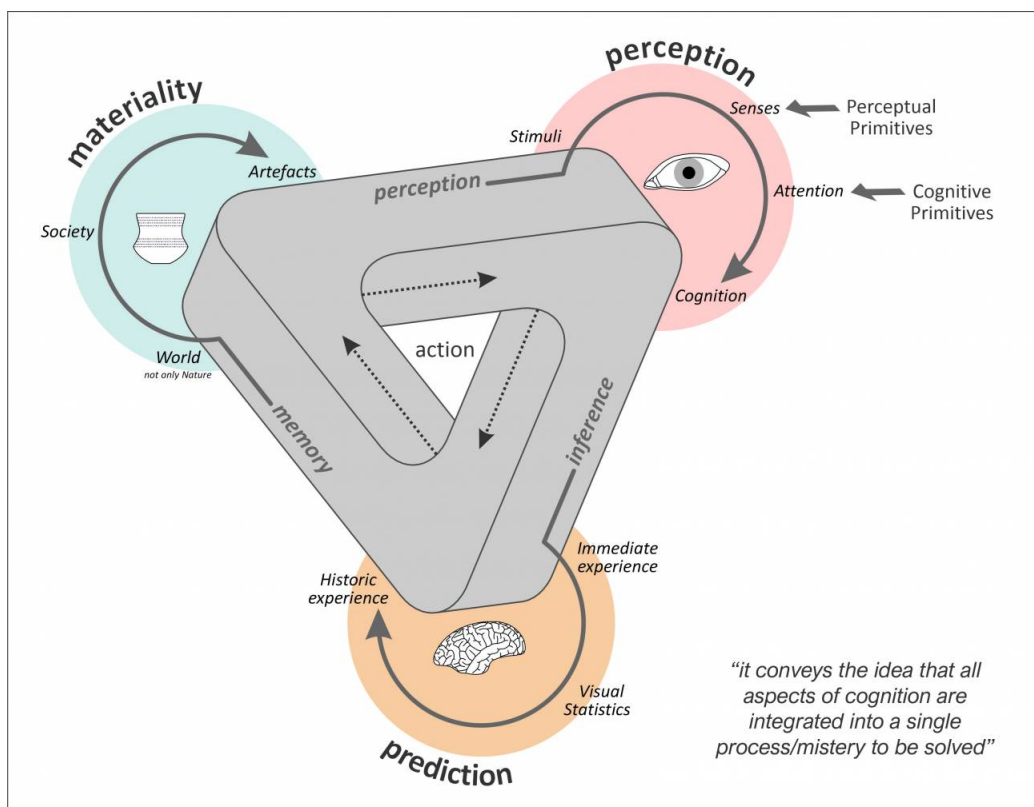 materiality
Artefacts
Society
World
not only Nature
perception
Stimuli
Senses
Attention
Cognition
Perceptual
Primitives
Cognitive
Primitives
perception
action
memory
inference
Immediate
experience
Historic
experience
Visual
Statistics
prediction
“it conveys the idea that all
aspects of cognition are
integrated into a single
process/mistery to be solved”